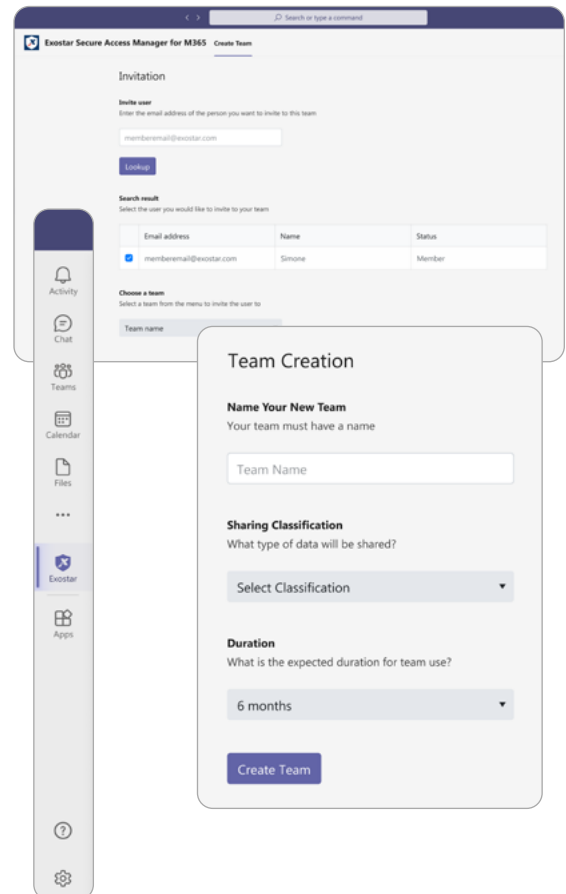 Search or type a command
Exostar Secure Access Manager for M365 Create Team
Invitation
Invite user
Enter the email address of the person you want to invite to this team
memberemail@exostar.com
Lookup
Search result
Select the user you would like to invite to your team
Email address Name Status
memberemail@exostar.com Simone Member
Choose a team
Select a team from the menu to invite the user to
Team name
Activity
Chat
Teams
Calendar
Files
Exostar
Apps
Team Creation
Name Your New Team
Your team must have a name
Team Name
Sharing Classification
What type of data will be shared?
Select Classification
Duration
What is the expected duration for team use?
6 months
Create Team